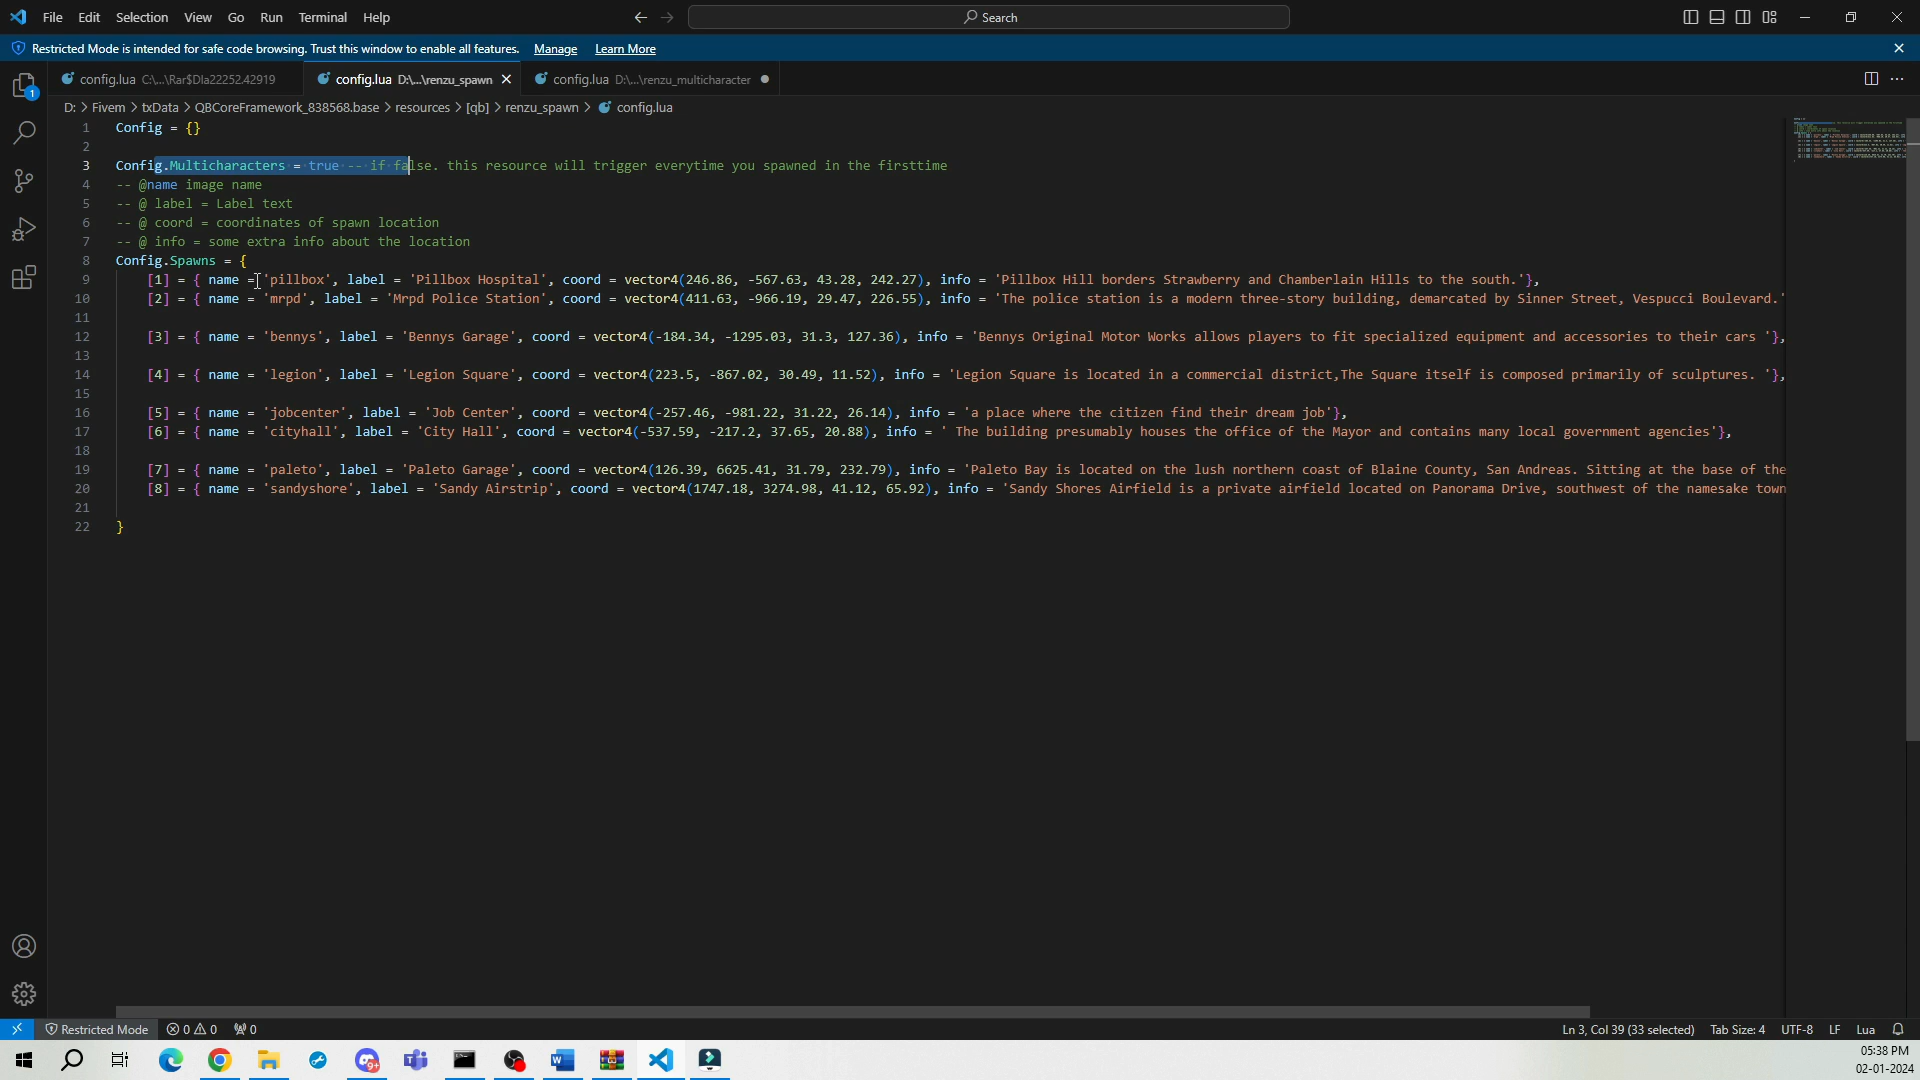 File Edit Selection View Go Run Terminal Help
Search
Restricted Mode is intended for safe code browsing. Trust this window to enable all features. Manage Learn More
config.lua C:\...\Rar$DIa22252.42919
config.lua D:\...\renzu_spawn
config.lua D:\...\renzu_multicharacter
D: > Fivem > txData > QBCoreFramework_838568.base > resources > [qb] > renzu_spawn > config.lua
1 Config = {}
2
3 Config.Multicharacters = true -- if false. this resource will trigger everytime you spawned in the firsttime
4 -- @name image name
5 -- @ label = Label text
6 -- @ coord = coordinates of spawn location
7 -- @ info = some extra info about the location
8 Config.Spawns = {
9 [1] = { name = 'pillbox', label = 'Pillbox Hospital', coord = vector4(246.86, -567.63, 43.28, 242.27), info = 'Pillbox Hill borders Strawberry and Chamberlain Hills to the south.'},
10 [2] = { name = 'mrpd', label = 'Mrpd Police Station', coord = vector4(411.63, -966.19, 29.47, 226.55), info = 'The police station is a modern three-story building, demarcated by Sinner Street, Vespucci Boulevard.'
11
12 [3] = { name = 'bennys', label = 'Bennys Garage', coord = vector4(-184.34, -1295.03, 31.3, 127.36), info = 'Bennys Original Motor Works allows players to fit specialized equipment and accessories to their cars '},
13
14 [4] = { name = 'legion', label = 'Legion Square', coord = vector4(223.5, -867.02, 30.49, 11.52), info = 'Legion Square is located in a commercial district,The Square itself is composed primarily of sculptures. '},
15
16 [5] = { name = 'jobcenter', label = 'Job Center', coord = vector4(-257.46, -981.22, 31.22, 26.14), info = 'a place where the citizen find their dream job'},
17 [6] = { name = 'cityhall', label = 'City Hall', coord = vector4(-537.59, -217.2, 37.65, 20.88), info = ' The building presumably houses the office of the Mayor and contains many local government agencies'},
18
19 [7] = { name = 'paleto', label = 'Paleto Garage', coord = vector4(126.39, 6625.41, 31.79, 232.79), info = 'Paleto Bay is located on the lush northern coast of Blaine County, San Andreas. Sitting at the base of the
20 [8] = { name = 'sandyshore', label = 'Sandy Airstrip', coord = vector4(1747.18, 3274.98, 41.12, 65.92), info = 'Sandy Shores Airfield is a private airfield located on Panorama Drive, southwest of the namesake town
21
22 }
1
Restricted Mode 0 0 0 Ln 3, Col 39 (33 selected) Tab Size: 4 UTF-8 LF Lua
9+
05:38 PM
02-01-2024